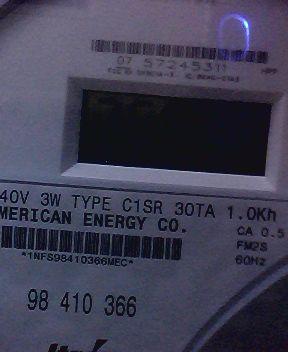 07 57245311
40V 3W TYPE C1SR 30TA 1.0Kh
MERICAN ENERGY CO.
CA 0.5
FM2S
*1NFS98410366MEC*
60Hz
98 410 366